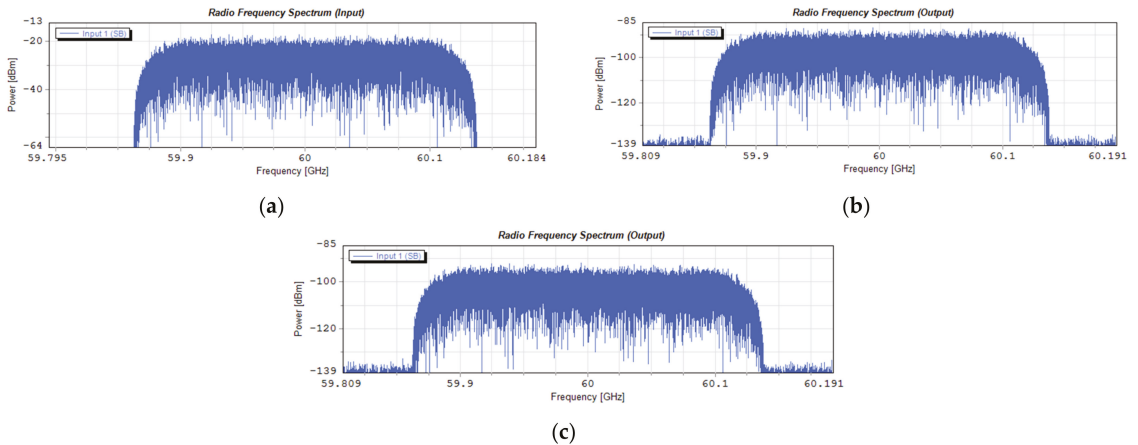 Radio Frequency Spectrum (Input)
-13
Input 1 (SB)
-20
Power [dBm]
-40
-64
59.795
59.9
60
60.1
60.184
Frequency [GHz]
(a)
Radio Frequency Spectrum (Output)
-85
Input 1 (SB)
-100
Power [dBm]
-120
-139
59.809
59.9
60
60.1
60.191
Frequency [GHz]
(b)
Radio Frequency Spectrum (Output)
-85
Input 1 (SB)
-100
Power [dBm]
-120
-139
59.809
59.9
60
60.1
60.191
Frequency [GHz]
(c)